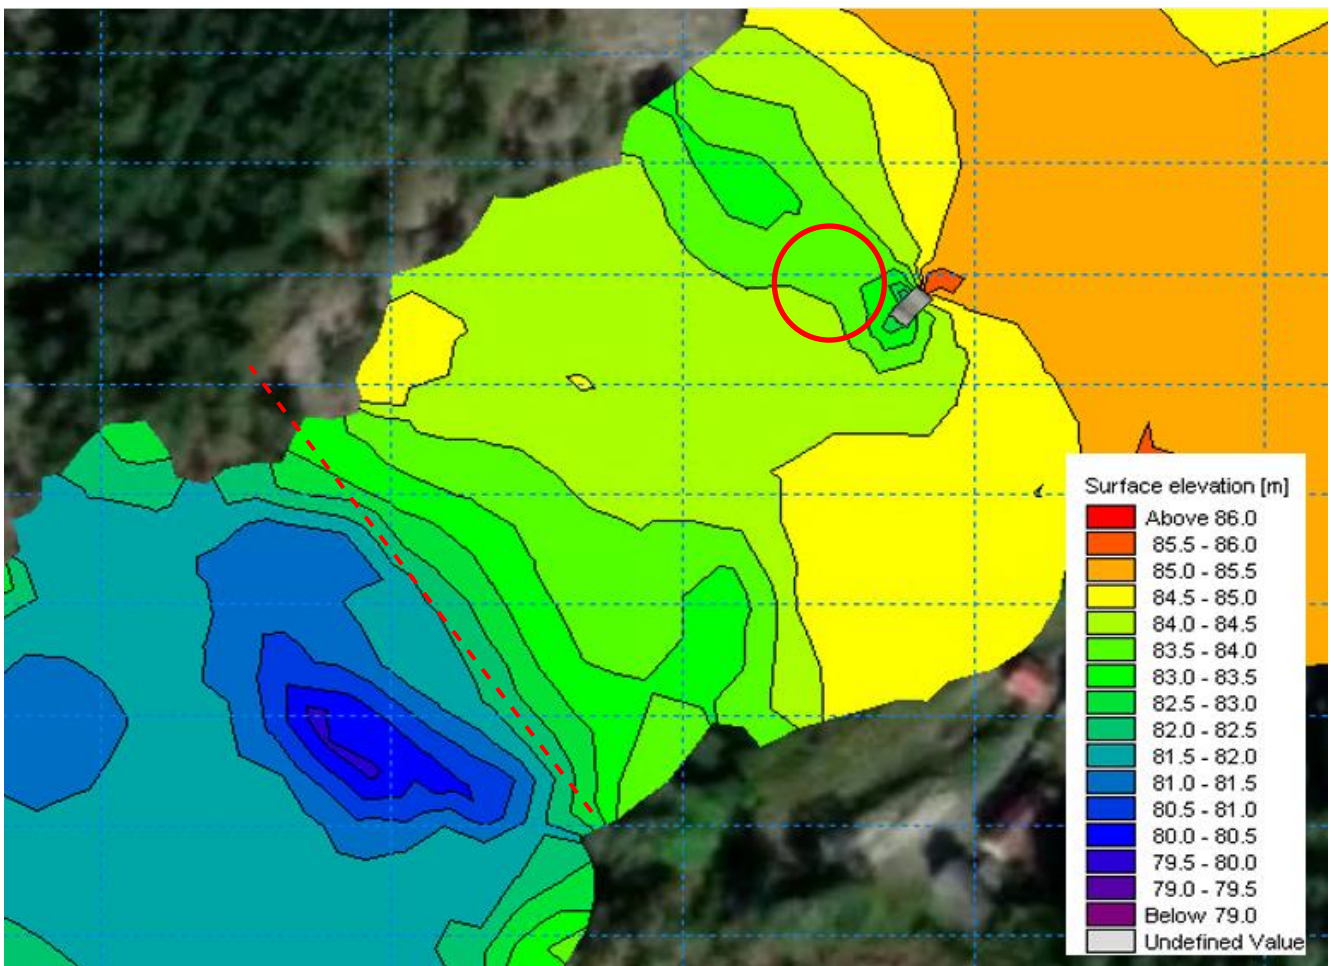 Surface elevation [m]
Above 86.0
85.5 - 86.0
85.0 - 85.5
84.5 - 85.0
84.0 - 84.5
83.5 - 84.0
83.0 - 83.5
82.5 - 83.0
82.0 - 82.5
81.5 - 82.0
81.0 - 81.5
80.5 - 81.0
80.0 - 80.5
79.5 - 80.0
79.0 - 79.5
Below 79.0
Undefined Value